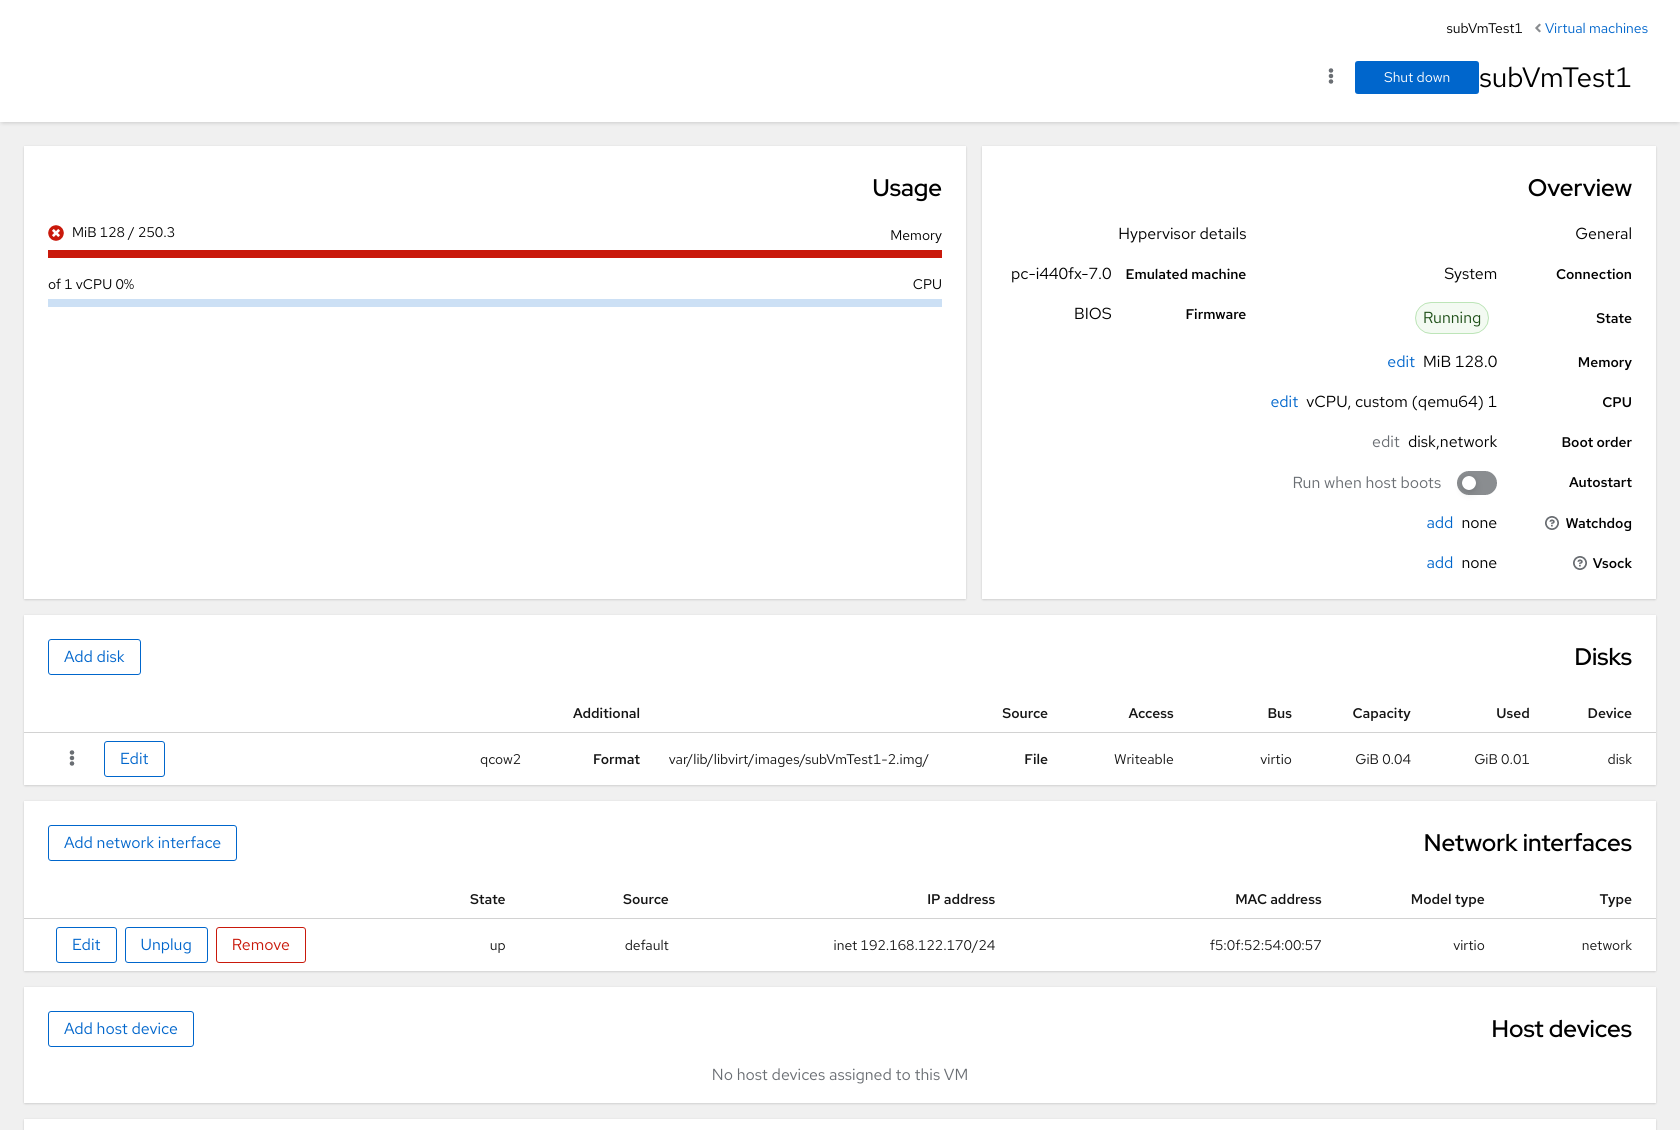 Virtual machines
subVmTest1
subVmTest1
Shut down
Overview
General
Connection System
State Running
Memory MiB 128.0 edit
CPU vCPU, custom (qemu64) 1 edit
Boot order disk,network edit
Autostart Run when host boots
Watchdog none add
Vsock none add
Hypervisor details
Emulated machine pc-i440fx-7.0
Firmware BIOS
Usage
Memory MiB 128 / 250.3
CPU of 1 vCPU 0%
Disks
Add disk
Device Used Capacity Bus Access Source Additional
disk GiB 0.01 GiB 0.04 virtio Writeable File var/lib/libvirt/images/subVmTest1-2.img/ Format qcow2 Edit
Network interfaces
Add network interface
Type Model type MAC address IP address Source State
network virtio f5:0f:52:54:00:57 inet 192.168.122.170/24 default up Remove Unplug Edit
Host devices
Add host device
No host devices assigned to this VM